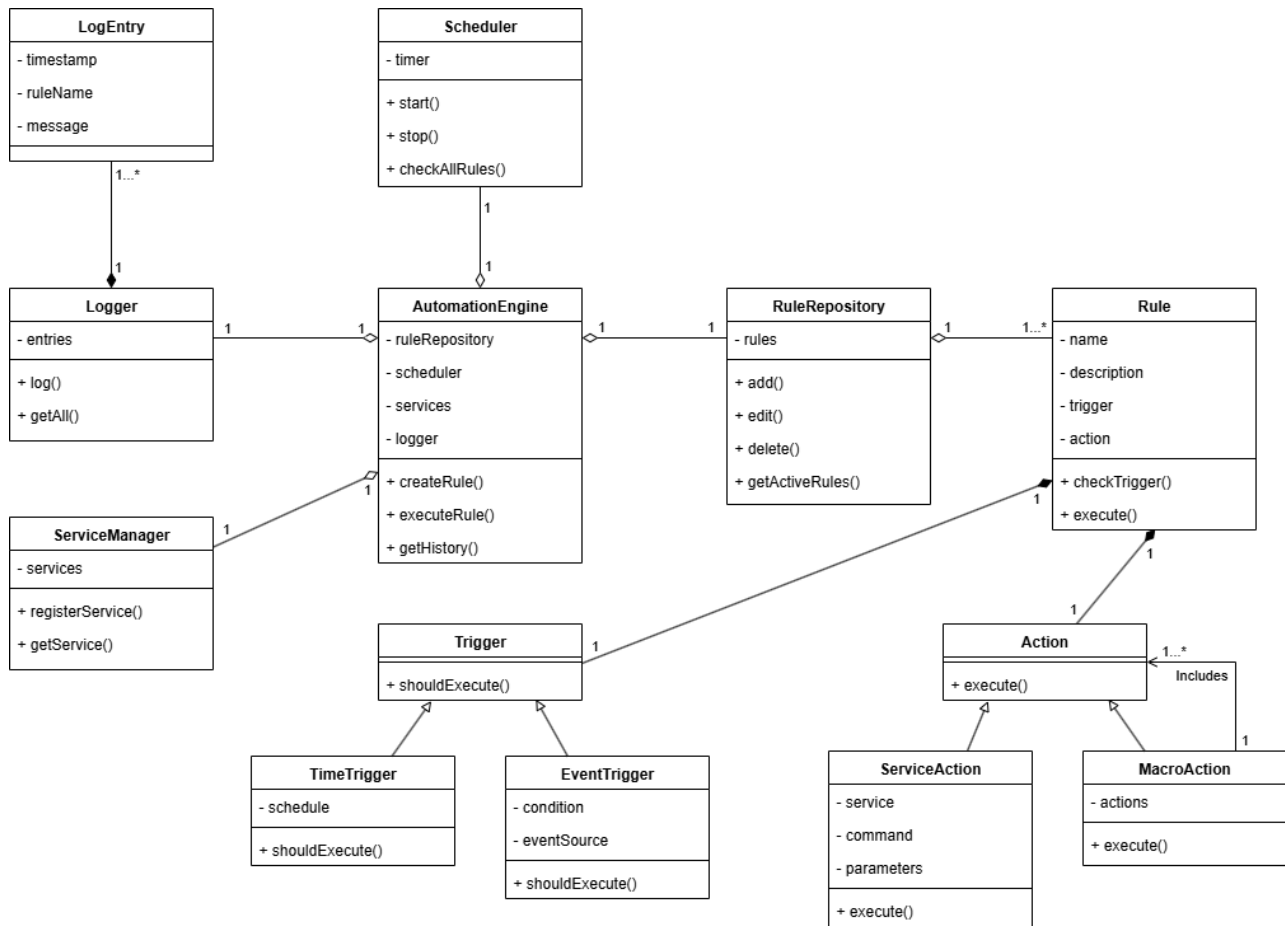 LogEntry
- timestamp
- ruleName
- message
Scheduler
- timer
+ start()
+ stop()
+ checkAllRules()
1...*
1
1
1
Logger
- entries
+ log()
+ getAll()
1
1
AutomationEngine
- ruleRepository
- scheduler
- services
- logger
+ createRule()
+ executeRule()
+ getHistory()
1
1
RuleRepository
- rules
+ add()
+ edit()
+ delete()
+ getActiveRules()
1
1...*
Rule
- name
- description
- trigger
- action
+ checkTrigger()
+ execute()
1
1
1
1
ServiceManager
- services
+ registerService()
+ getService()
Trigger
+ shouldExecute()
1
1
Action
+ execute()
1...*
Includes
1
TimeTrigger
- schedule
+ shouldExecute()
EventTrigger
- condition
- eventSource
+ shouldExecute()
ServiceAction
- service
- command
- parameters
+ execute()
MacroAction
- actions
+ execute()